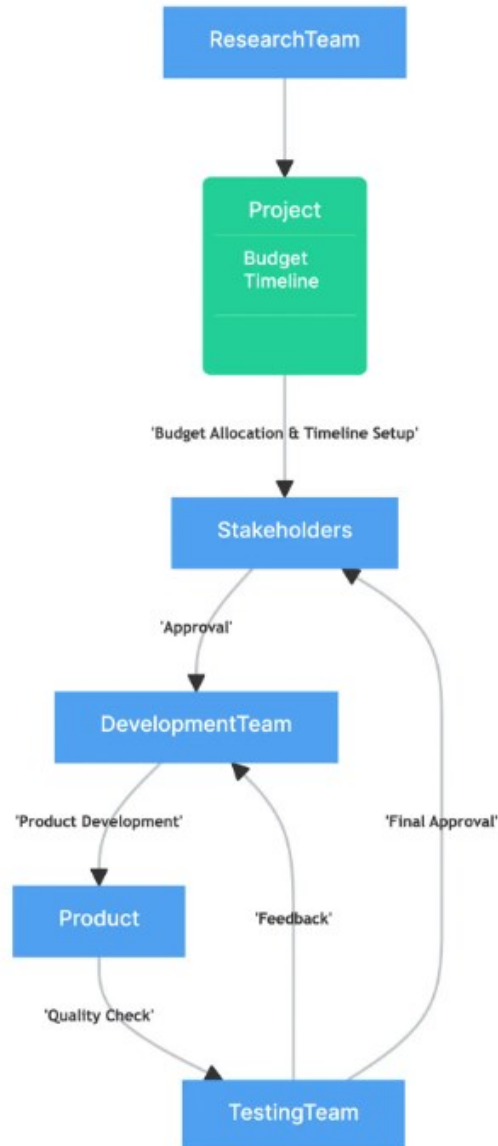 ResearchTeam
Project
Budget
Timeline
'Budget Allocation & Timeline Setup'
Stakeholders
'Approval'
DevelopmentTeam
'Product Development'
'Final Approval'
Product
'Feedback'
'Quality Check'
TestingTeam